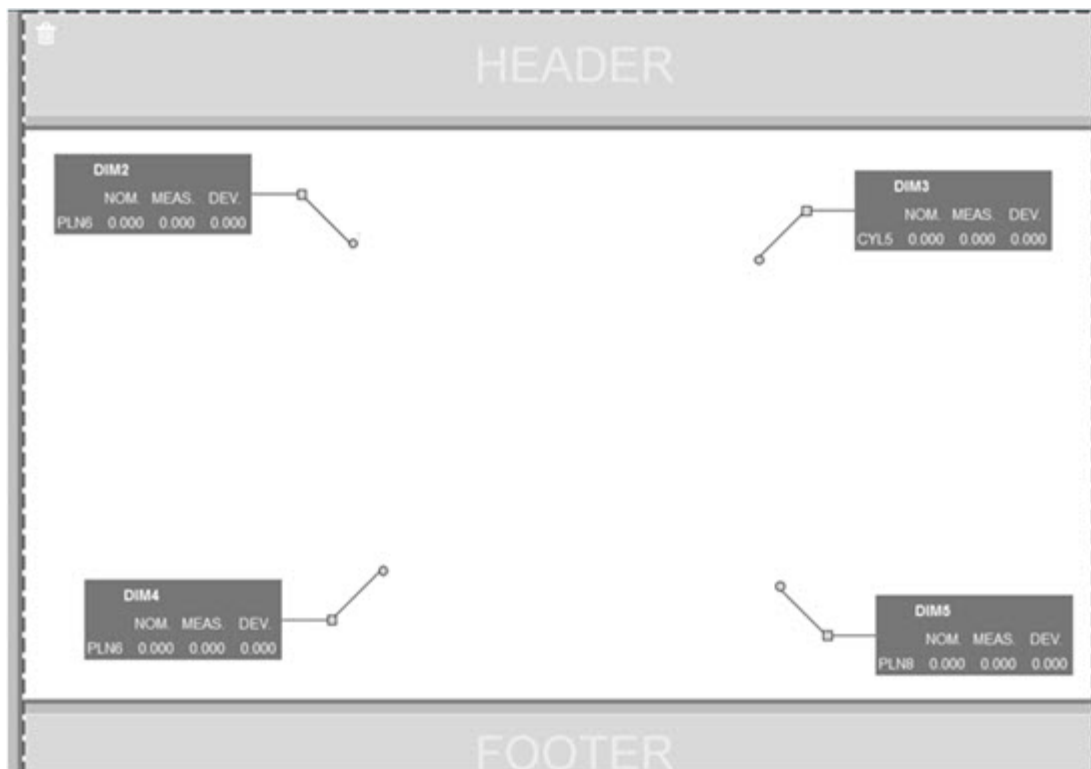 HEADER
DIM2
NOM. MEAS. DEV.
PLN6 0.000 0.000 0.000
DIM3
NOM. MEAS. DEV.
CYL5 0.000 0.000 0.000
DIM4
NOM. MEAS. DEV.
PLN6 0.000 0.000 0.000
DIM5
NOM. MEAS. DEV.
PLN8 0.000 0.000 0.000
FOOTER